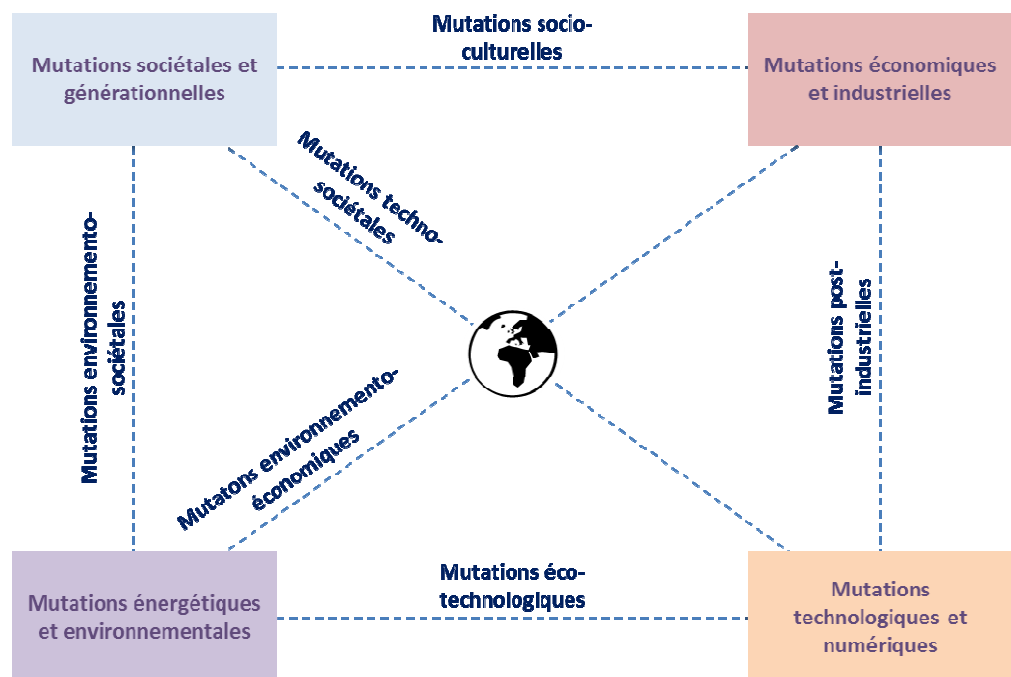 Mutations socio-
culturelles
Mutations sociétales et
générationnelles
Mutations économiques
et industrielles
Mutations techno-
sociétales
Mutations environnemento-
sociétales
Mutations post-
industrielles
Mutatons environnemento-
économiques
Mutations éco-
technologiques
Mutations énergétiques
et environnementales
Mutations
technologiques et
numériques